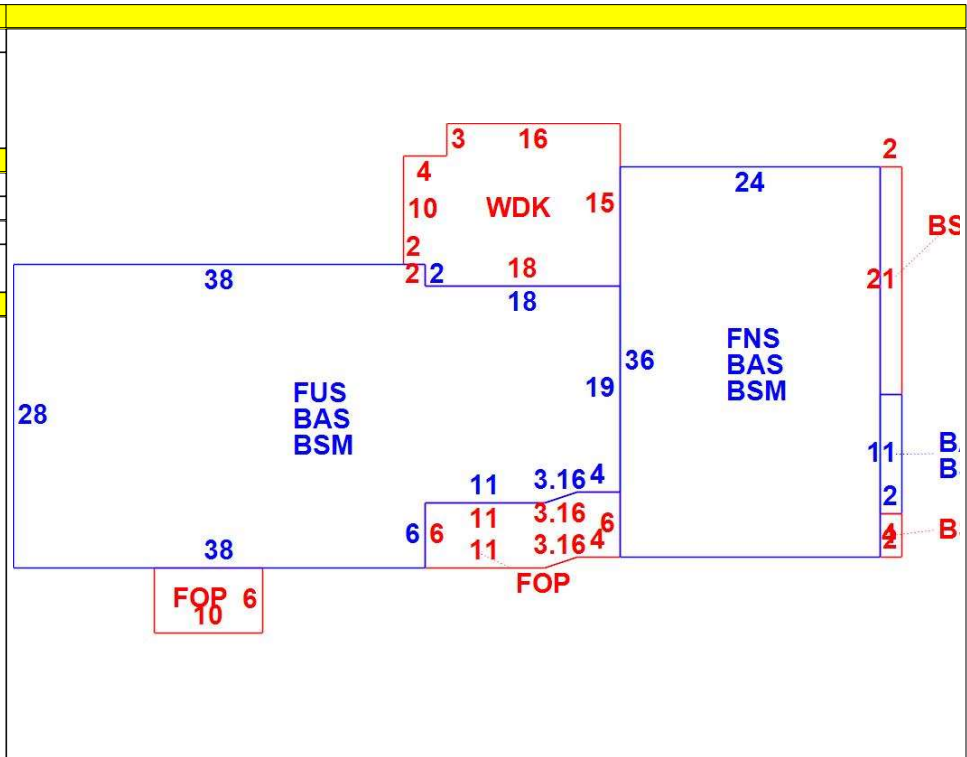 3 16 2
4 24
10 WDK 15
BS
2
38 2 2 18 21
18
FNS
36 BAS
BSM
FUS 19
28 BAS
BSM
11 B
B
11 3.16 4 2
11 3.16 6
6 6 4
38 11 3.16 4 2 B
FOP
FOP 6
10